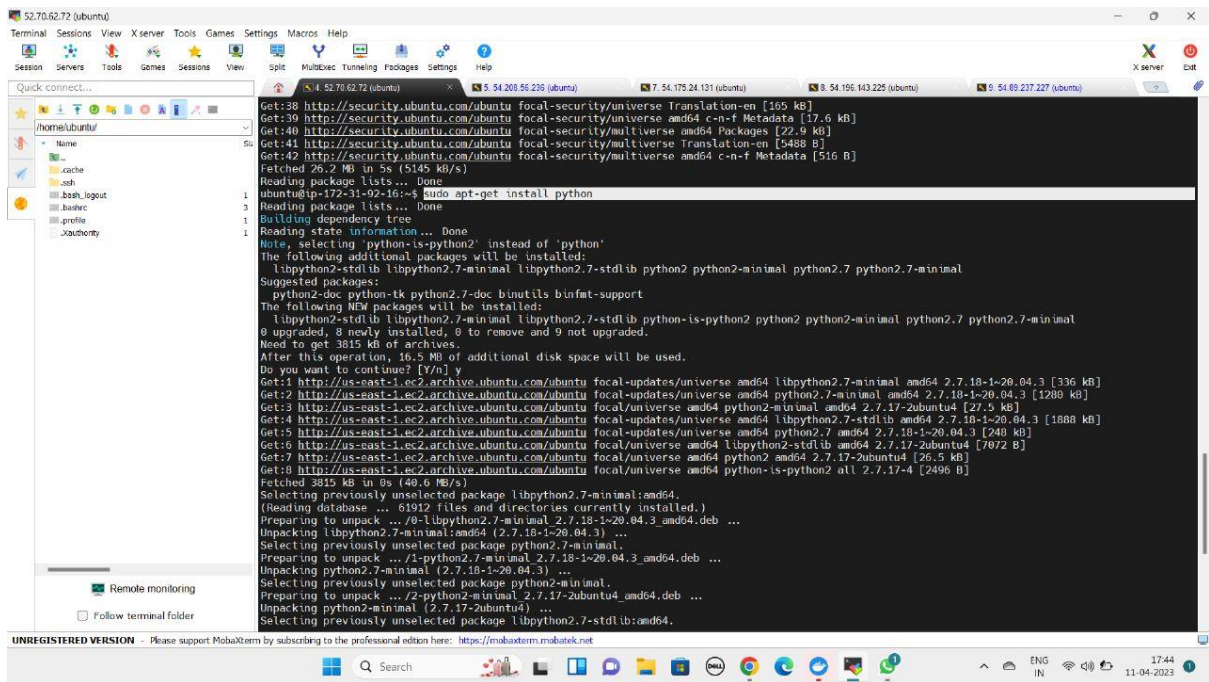 52.70.62.72 (ubuntu)
Terminal Sessions View X server Tools Games Settings Macros Help
Session Servers Tools Games Sessions View Split MultiExec Tunneling Packages Settings Help X server Exit
Quick connect...
4. 52.70.62.72 (ubuntu) 5. 54.208.56.236 (ubuntu) 7. 54.175.24.131 (ubuntu) 8. 54.196.143.225 (ubuntu) 9. 54.89.237.227 (ubuntu)
/home/ubuntu/
Name
..
.cache
.ssh
.bash_logout 1
.bashrc 3
.profile 1
.Xauthority 1
Remote monitoring
Follow terminal folder
Get:38 http://security.ubuntu.com/ubuntu focal-security/universe Translation-en [165 kB]
Get:39 http://security.ubuntu.com/ubuntu focal-security/universe amd64 c-n-f Metadata [17.6 kB]
Get:40 http://security.ubuntu.com/ubuntu focal-security/multiverse amd64 Packages [22.9 kB]
Get:41 http://security.ubuntu.com/ubuntu focal-security/multiverse Translation-en [5488 B]
Get:42 http://security.ubuntu.com/ubuntu focal-security/multiverse amd64 c-n-f Metadata [516 B]
Fetched 26.2 MB in 5s (5145 kB/s)
Reading package lists... Done
ubuntu@ip-172-31-92-16:~$ sudo apt-get install python
Reading package lists... Done
Building dependency tree
Reading state information... Done
Note, selecting 'python-is-python2' instead of 'python'
The following additional packages will be installed:
libpython2-stdlib libpython2.7-minimal libpython2.7-stdlib python2 python2-minimal python2.7 python2.7-minimal
Suggested packages:
python2-doc python-tk python2.7-doc binutils binfmt-support
The following NEW packages will be installed:
libpython2-stdlib libpython2.7-minimal libpython2.7-stdlib python-is-python2 python2 python2-minimal python2.7 python2.7-minimal
0 upgraded, 8 newly installed, 0 to remove and 9 not upgraded.
Need to get 3815 kB of archives.
After this operation, 16.5 MB of additional disk space will be used.
Do you want to continue? [Y/n] y
Get:1 http://us-east-1.ec2.archive.ubuntu.com/ubuntu focal-updates/universe amd64 libpython2.7-minimal amd64 2.7.18-1~20.04.3 [336 kB]
Get:2 http://us-east-1.ec2.archive.ubuntu.com/ubuntu focal-updates/universe amd64 python2.7-minimal amd64 2.7.18-1~20.04.3 [1280 kB]
Get:3 http://us-east-1.ec2.archive.ubuntu.com/ubuntu focal/universe amd64 python2-minimal amd64 2.7.17-2ubuntu4 [27.5 kB]
Get:4 http://us-east-1.ec2.archive.ubuntu.com/ubuntu focal-updates/universe amd64 libpython2.7-stdlib amd64 2.7.18-1~20.04.3 [1888 kB]
Get:5 http://us-east-1.ec2.archive.ubuntu.com/ubuntu focal-updates/universe amd64 python2.7 amd64 2.7.18-1~20.04.3 [248 kB]
Get:6 http://us-east-1.ec2.archive.ubuntu.com/ubuntu focal/universe amd64 libpython2-stdlib amd64 2.7.17-2ubuntu4 [7072 B]
Get:7 http://us-east-1.ec2.archive.ubuntu.com/ubuntu focal/universe amd64 python2 amd64 2.7.17-2ubuntu4 [26.5 kB]
Get:8 http://us-east-1.ec2.archive.ubuntu.com/ubuntu focal/universe amd64 python-is-python2 all 2.7.17-4 [2496 B]
Fetched 3815 kB in 0s (40.6 MB/s)
Selecting previously unselected package libpython2.7-minimal:amd64.
(Reading database ... 61912 files and directories currently installed.)
Preparing to unpack .../0-libpython2.7-minimal_2.7.18-1~20.04.3_amd64.deb ...
Unpacking libpython2.7-minimal:amd64 (2.7.18-1~20.04.3) ...
Selecting previously unselected package python2.7-minimal.
Preparing to unpack .../1-python2.7-minimal_2.7.18-1~20.04.3_amd64.deb ...
Unpacking python2.7-minimal (2.7.18-1~20.04.3) ...
Selecting previously unselected package python2-minimal.
Preparing to unpack .../2-python2-minimal_2.7.17-2ubuntu4_amd64.deb ...
Unpacking python2-minimal (2.7.17-2ubuntu4) ...
Selecting previously unselected package libpython2.7-stdlib:amd64.
UNREGISTERED VERSION - Please support MobaXterm by subscribing to the professional edition here: https://mobaxterm.mobatek.net
Search
DELL
ENG
IN
17:44
11-04-2023
1